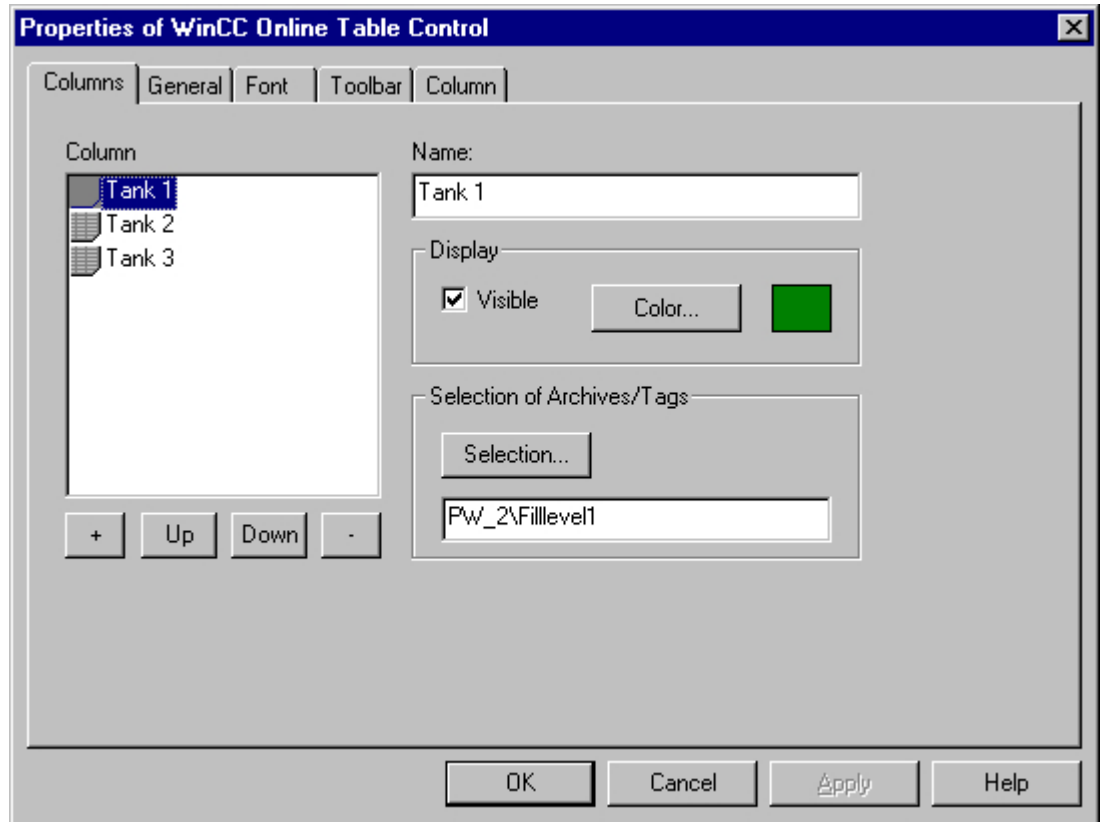 Properties of WinCC Online Table Control
Columns General Font Toolbar Column
Column
Tank 1
Tank 2
Tank 3
+ Up Down -
Name:
Tank 1
Display
Visible Color...
Selection of Archives/Tags
Selection...
PW_2\Filllevel1
OK Cancel Apply Help